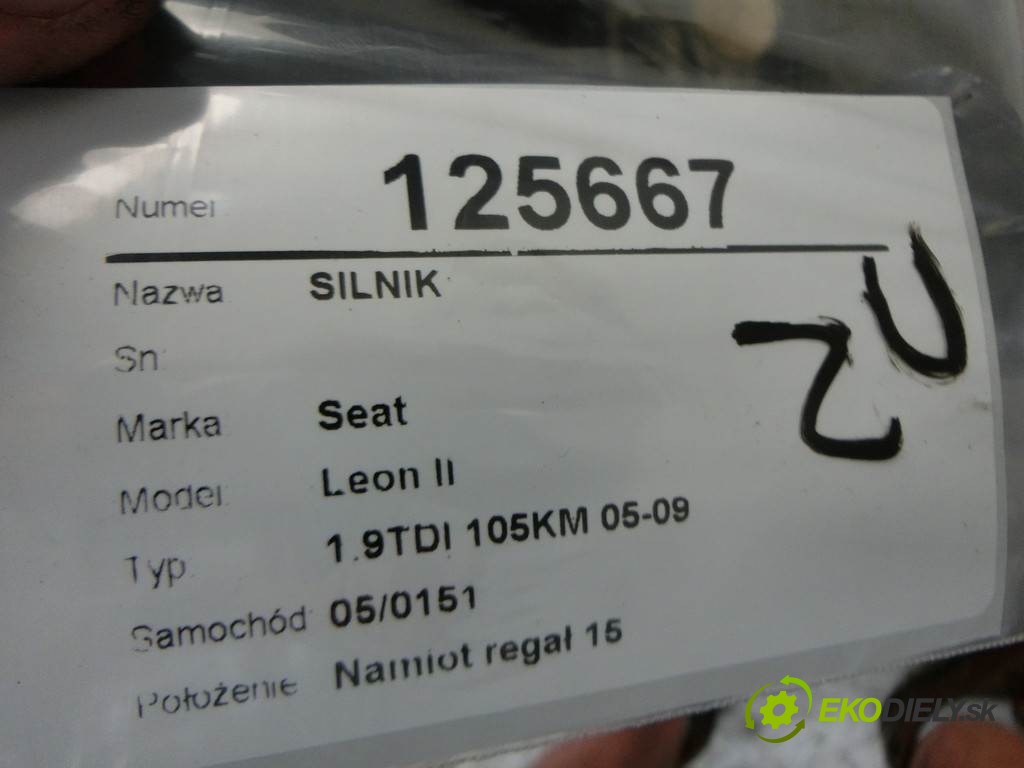 Numer 125667
Nazwa SILNIK
Sn
Marka Seat
Model Leon II
Typ 1.9TDI 105KM 05-09
Samochód 05/0151
Położenie Namiot regał 15
EKODIELY.SK